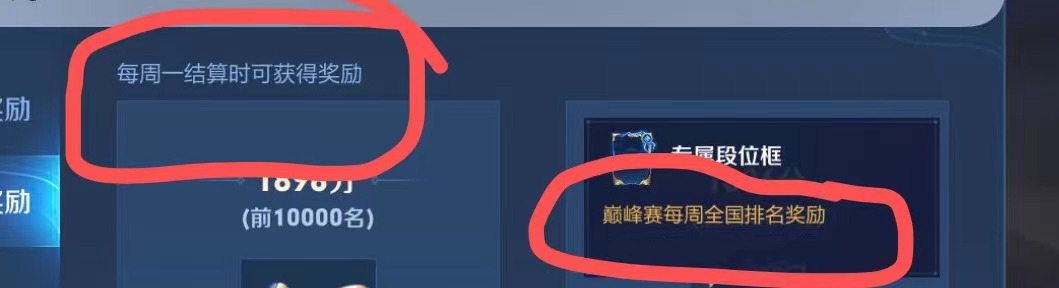 每周一结算时可获得奖励
奖励
专属段位框
1896分
奖励
巅峰赛每周全国排名奖励
(前10000名)